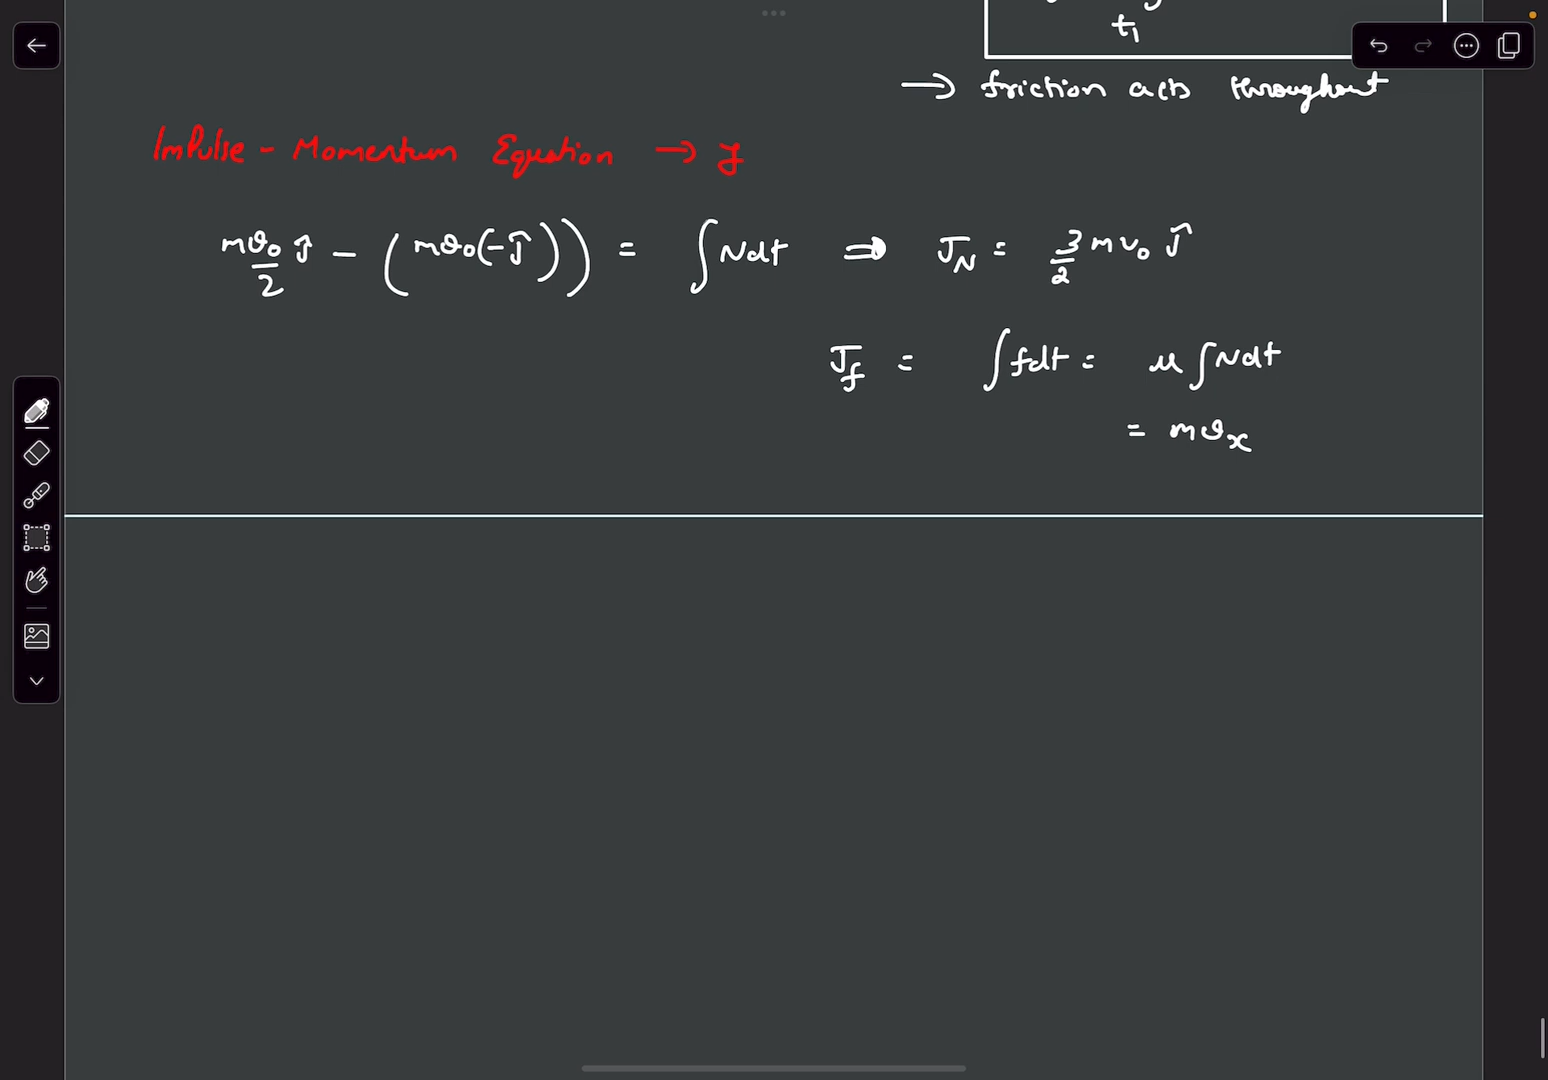 t₁
→ friction acts throughout
Impulse - Momentum Equation → y
mv₀/2 ĵ - (mv₀(-ĵ)) = ∫Ndt ⇒ J_N = 3/2 mv₀ ĵ
J_f = ∫fdt = μ∫Ndt
= mv_x